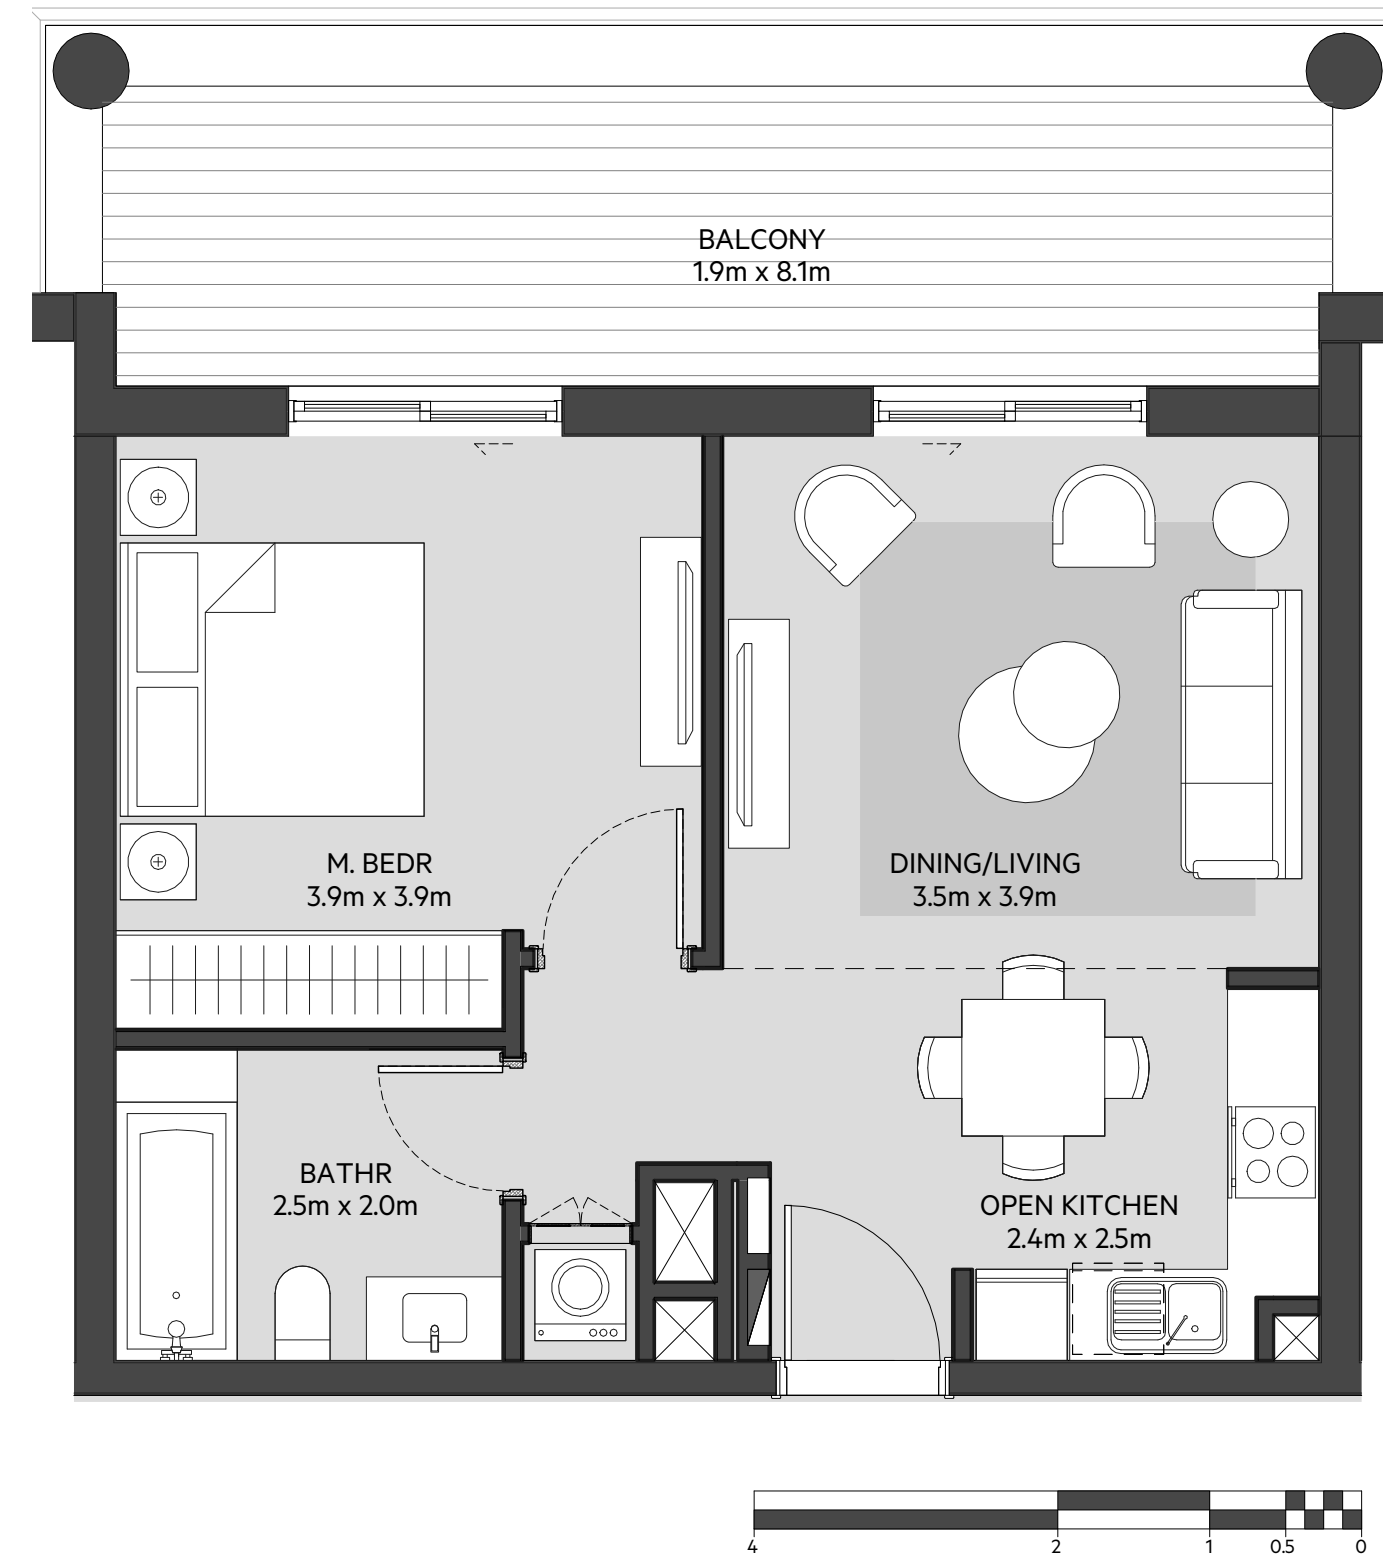 BALCONY
1.9m x 8.1m
M. BEDR
3.9m x 3.9m
DINING/LIVING
3.5m x 3.9m
BATHR
2.5m x 2.0m
OPEN KITCHEN
2.4m x 2.5m
4 2 1 0.5 0